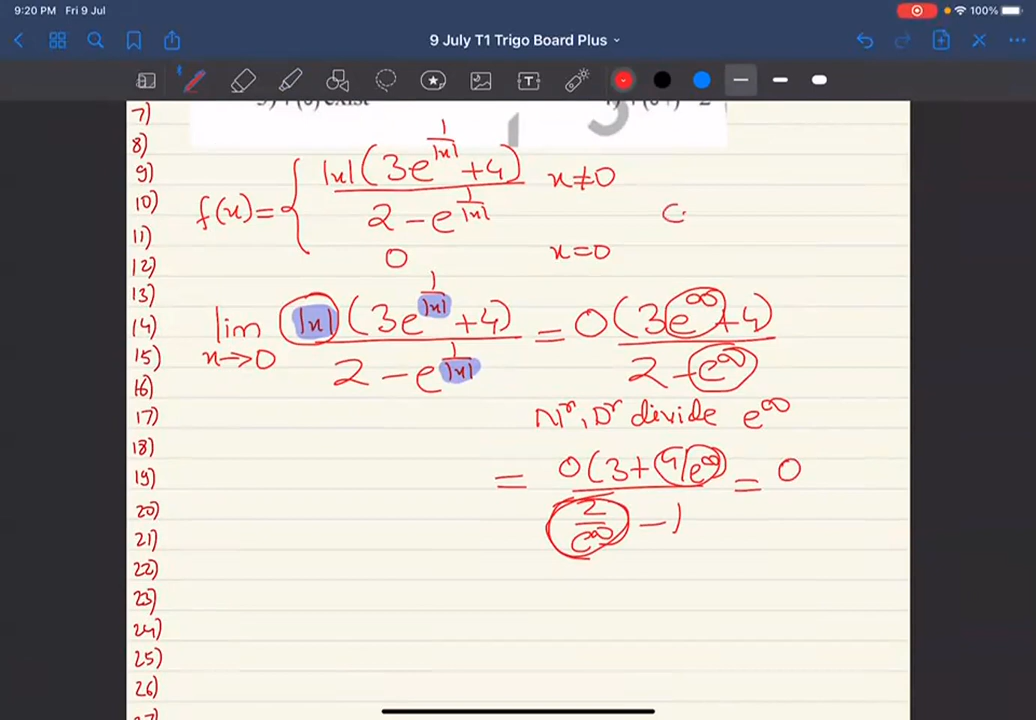 9:20 PM Fri 9 Jul 100%
9 July T1 Trigo Board Plus
7)
8)
9)
10)
11)
12)
13)
14)
15)
16)
17)
18)
19)
20)
21)
22)
23)
24)
25)
26)
f(x) = { |x|(3e^{1/|x|} + 4) / (2 - e^{1/|x|}) x≠0
0 x=0
lim x→0 |x|(3e^{1/|x|} + 4) / (2 - e^{1/|x|}) = 0(3e^∞ + 4) / (2 - e^∞)
Nr, Dr divide e^∞
= 0(3 + 4/e^∞) / (2/e^∞ - 1) = 0